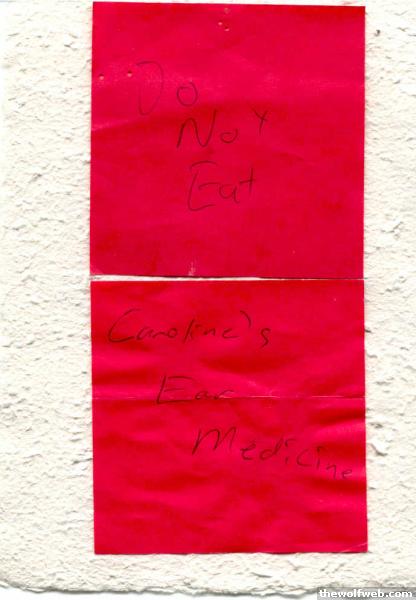 Do
Not
Eat
Caroline's
Ear
Medicine
thewolfweb.com